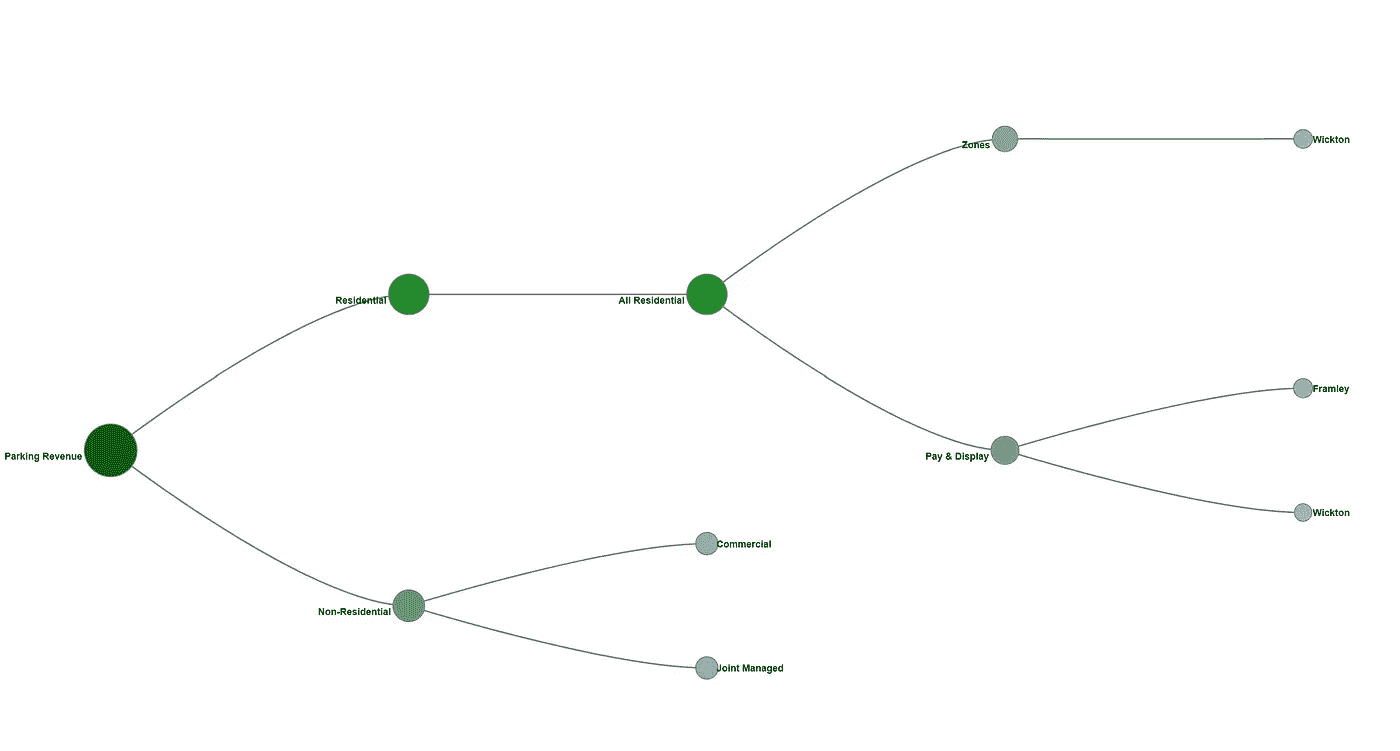 Zones
Wickton
Residential
All Residential
Framley
Parking Revenue
Pay & Display
Wickton
Commercial
Non-Residential
Joint Managed